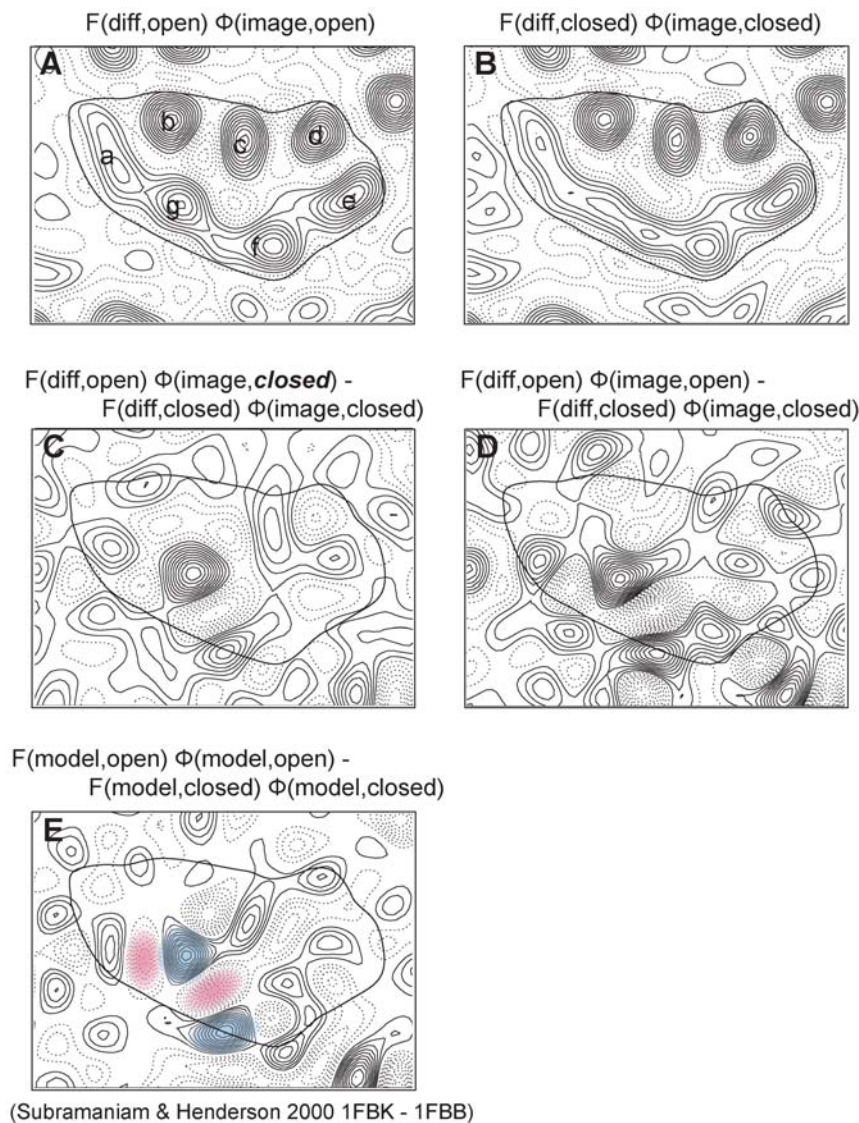 F(diff,open) Φ(image,open)
F(diff,closed) Φ(image,closed)
A
b
c
d
a
g
e
f
B
F(diff,open) Φ(image,closed) -
F(diff,closed) Φ(image,closed)
F(diff,open) Φ(image,open) -
F(diff,closed) Φ(image,closed)
C
D
F(model,open) Φ(model,open) -
F(model,closed) Φ(model,closed)
E
(Subramaniam & Henderson 2000 1FBK - 1FBB)